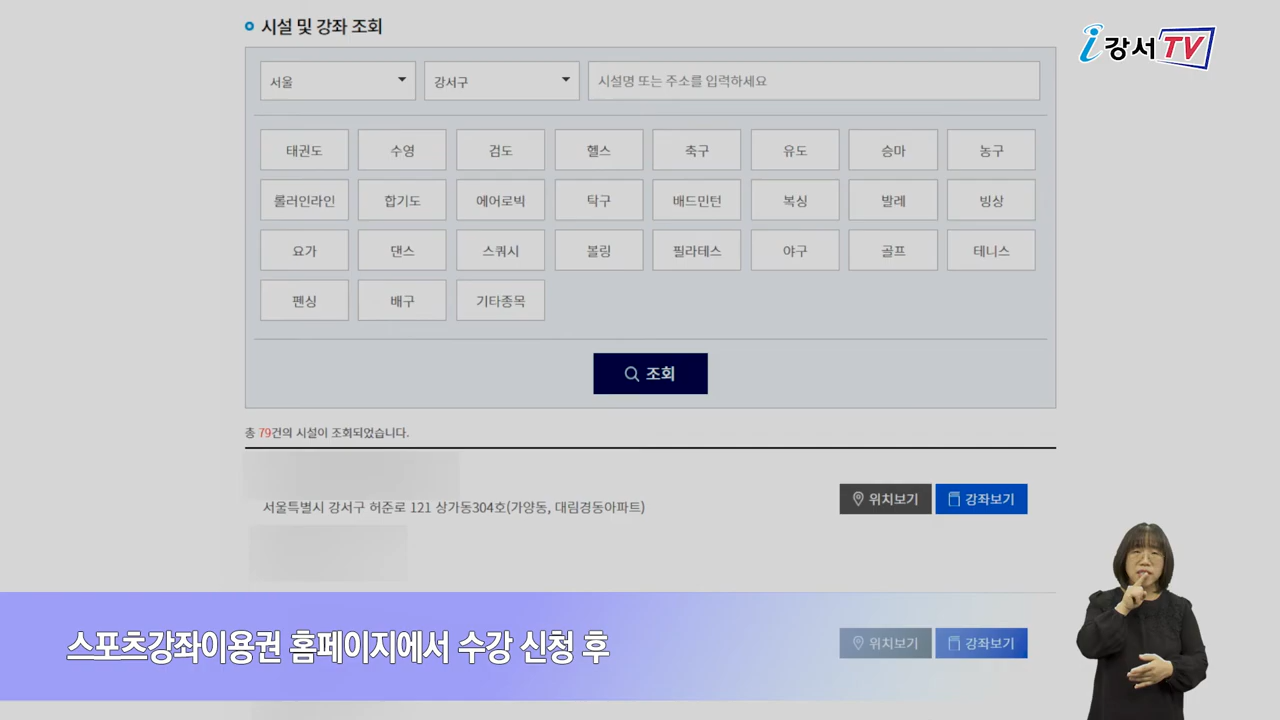 시설 및 강좌 조회
i강서TV
서울 강서구 시설명 또는 주소를 입력하세요
태권도 수영 검도 헬스 축구 유도 승마 농구
롤러인라인 합기도 에어로빅 탁구 배드민턴 복싱 발레 빙상
요가 댄스 스쿼시 볼링 필라테스 야구 골프 테니스
펜싱 배구 기타종목
조회
총 79건의 시설이 조회되었습니다.
서울특별시 강서구 허준로 121 상가동304호(가양동, 대림경동아파트)
위치보기 강좌보기
스포츠강좌이용권 홈페이지에서 수강 신청 후
위치보기 강좌보기